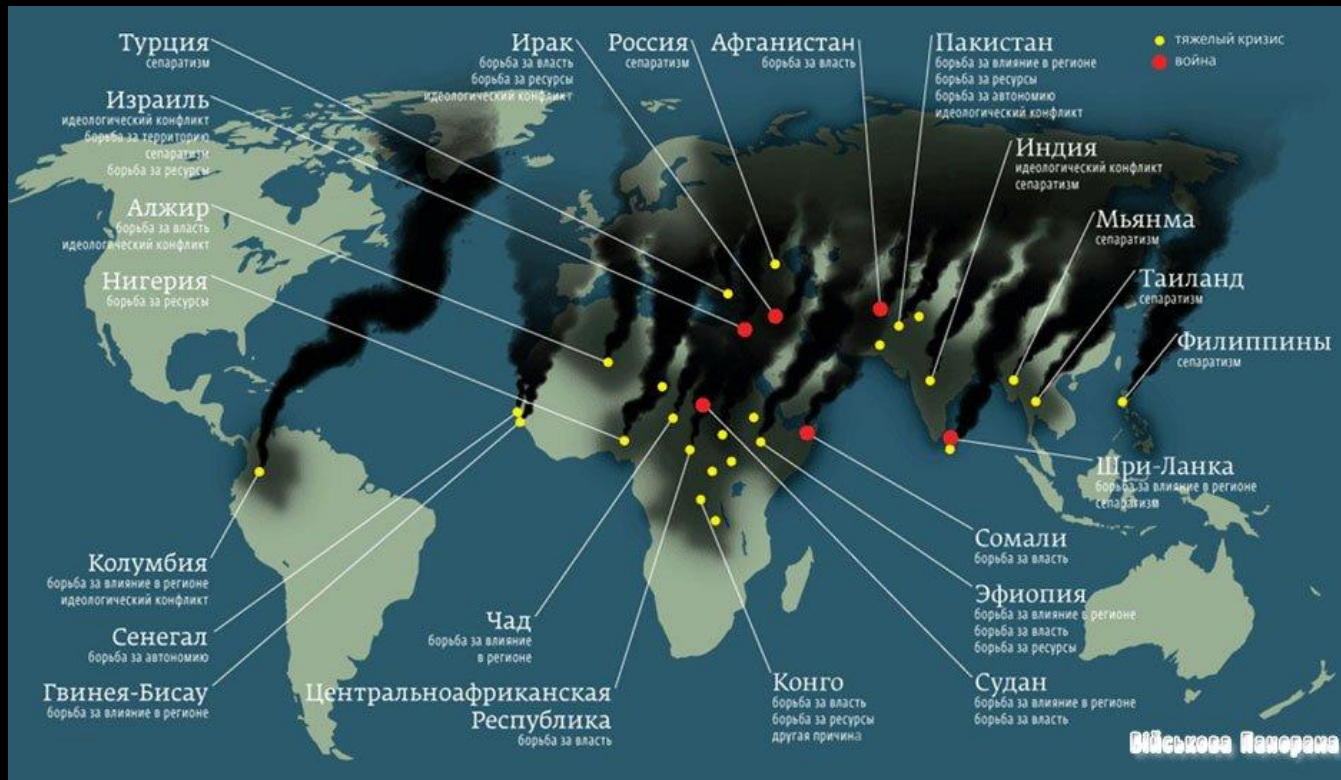 Турция
сепаратизм
Ирак
борьба за власть
борьба за ресурсы
идеологический конфликт
Россия
сепаратизм
Афганистан
борьба за власть
Пакистан
борьба за влияние в регионе
борьба за ресурсы
борьба за автономию
идеологический конфликт
тяжелый кризис
война
Израиль
идеологический конфликт
борьба за территорию
сепаратизм
борьба за ресурсы
Индия
идеологический конфликт
сепаратизм
Алжир
борьба за власть
идеологический конфликт
Мьянма
сепаратизм
Нигерия
борьба за ресурсы
Таиланд
сепаратизм
Филиппины
сепаратизм
Шри-Ланка
борьба за влияние в регионе
сепаратизм
Колумбия
борьба за влияние в регионе
идеологический конфликт
Сомали
борьба за власть
Сенегал
борьба за автономию
Чад
борьба за влияние
в регионе
Эфиопия
борьба за влияние в регионе
борьба за власть
борьба за ресурсы
Гвинея-Бисау
борьба за влияние в регионе
Центральноафриканская
Республика
борьба за власть
Конго
борьба за власть
борьба за ресурсы
другая причина
Судан
борьба за влияние в регионе
борьба за власть
Військова Панорама